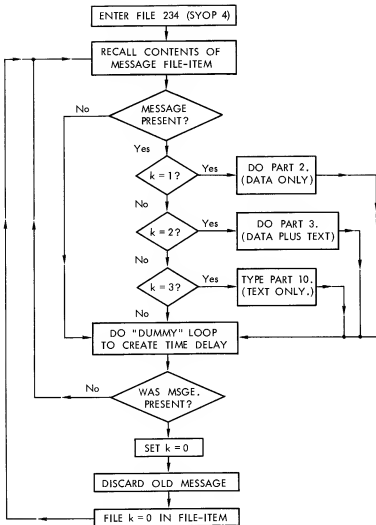 ENTER FILE 234 (SYOP 4)
RECALL CONTENTS OF
MESSAGE FILE-ITEM
No
MESSAGE
PRESENT?
Yes
k = 1?
Yes
DO PART 2.
(DATA ONLY)
No
k = 2?
Yes
DO PART 3.
(DATA PLUS TEXT)
No
k = 3?
Yes
TYPE PART 10.
(TEXT ONLY.)
No
DO "DUMMY" LOOP
TO CREATE TIME DELAY
No
WAS MSGE.
PRESENT?
SET k = 0
DISCARD OLD MESSAGE
FILE k = 0 IN FILE-ITEM